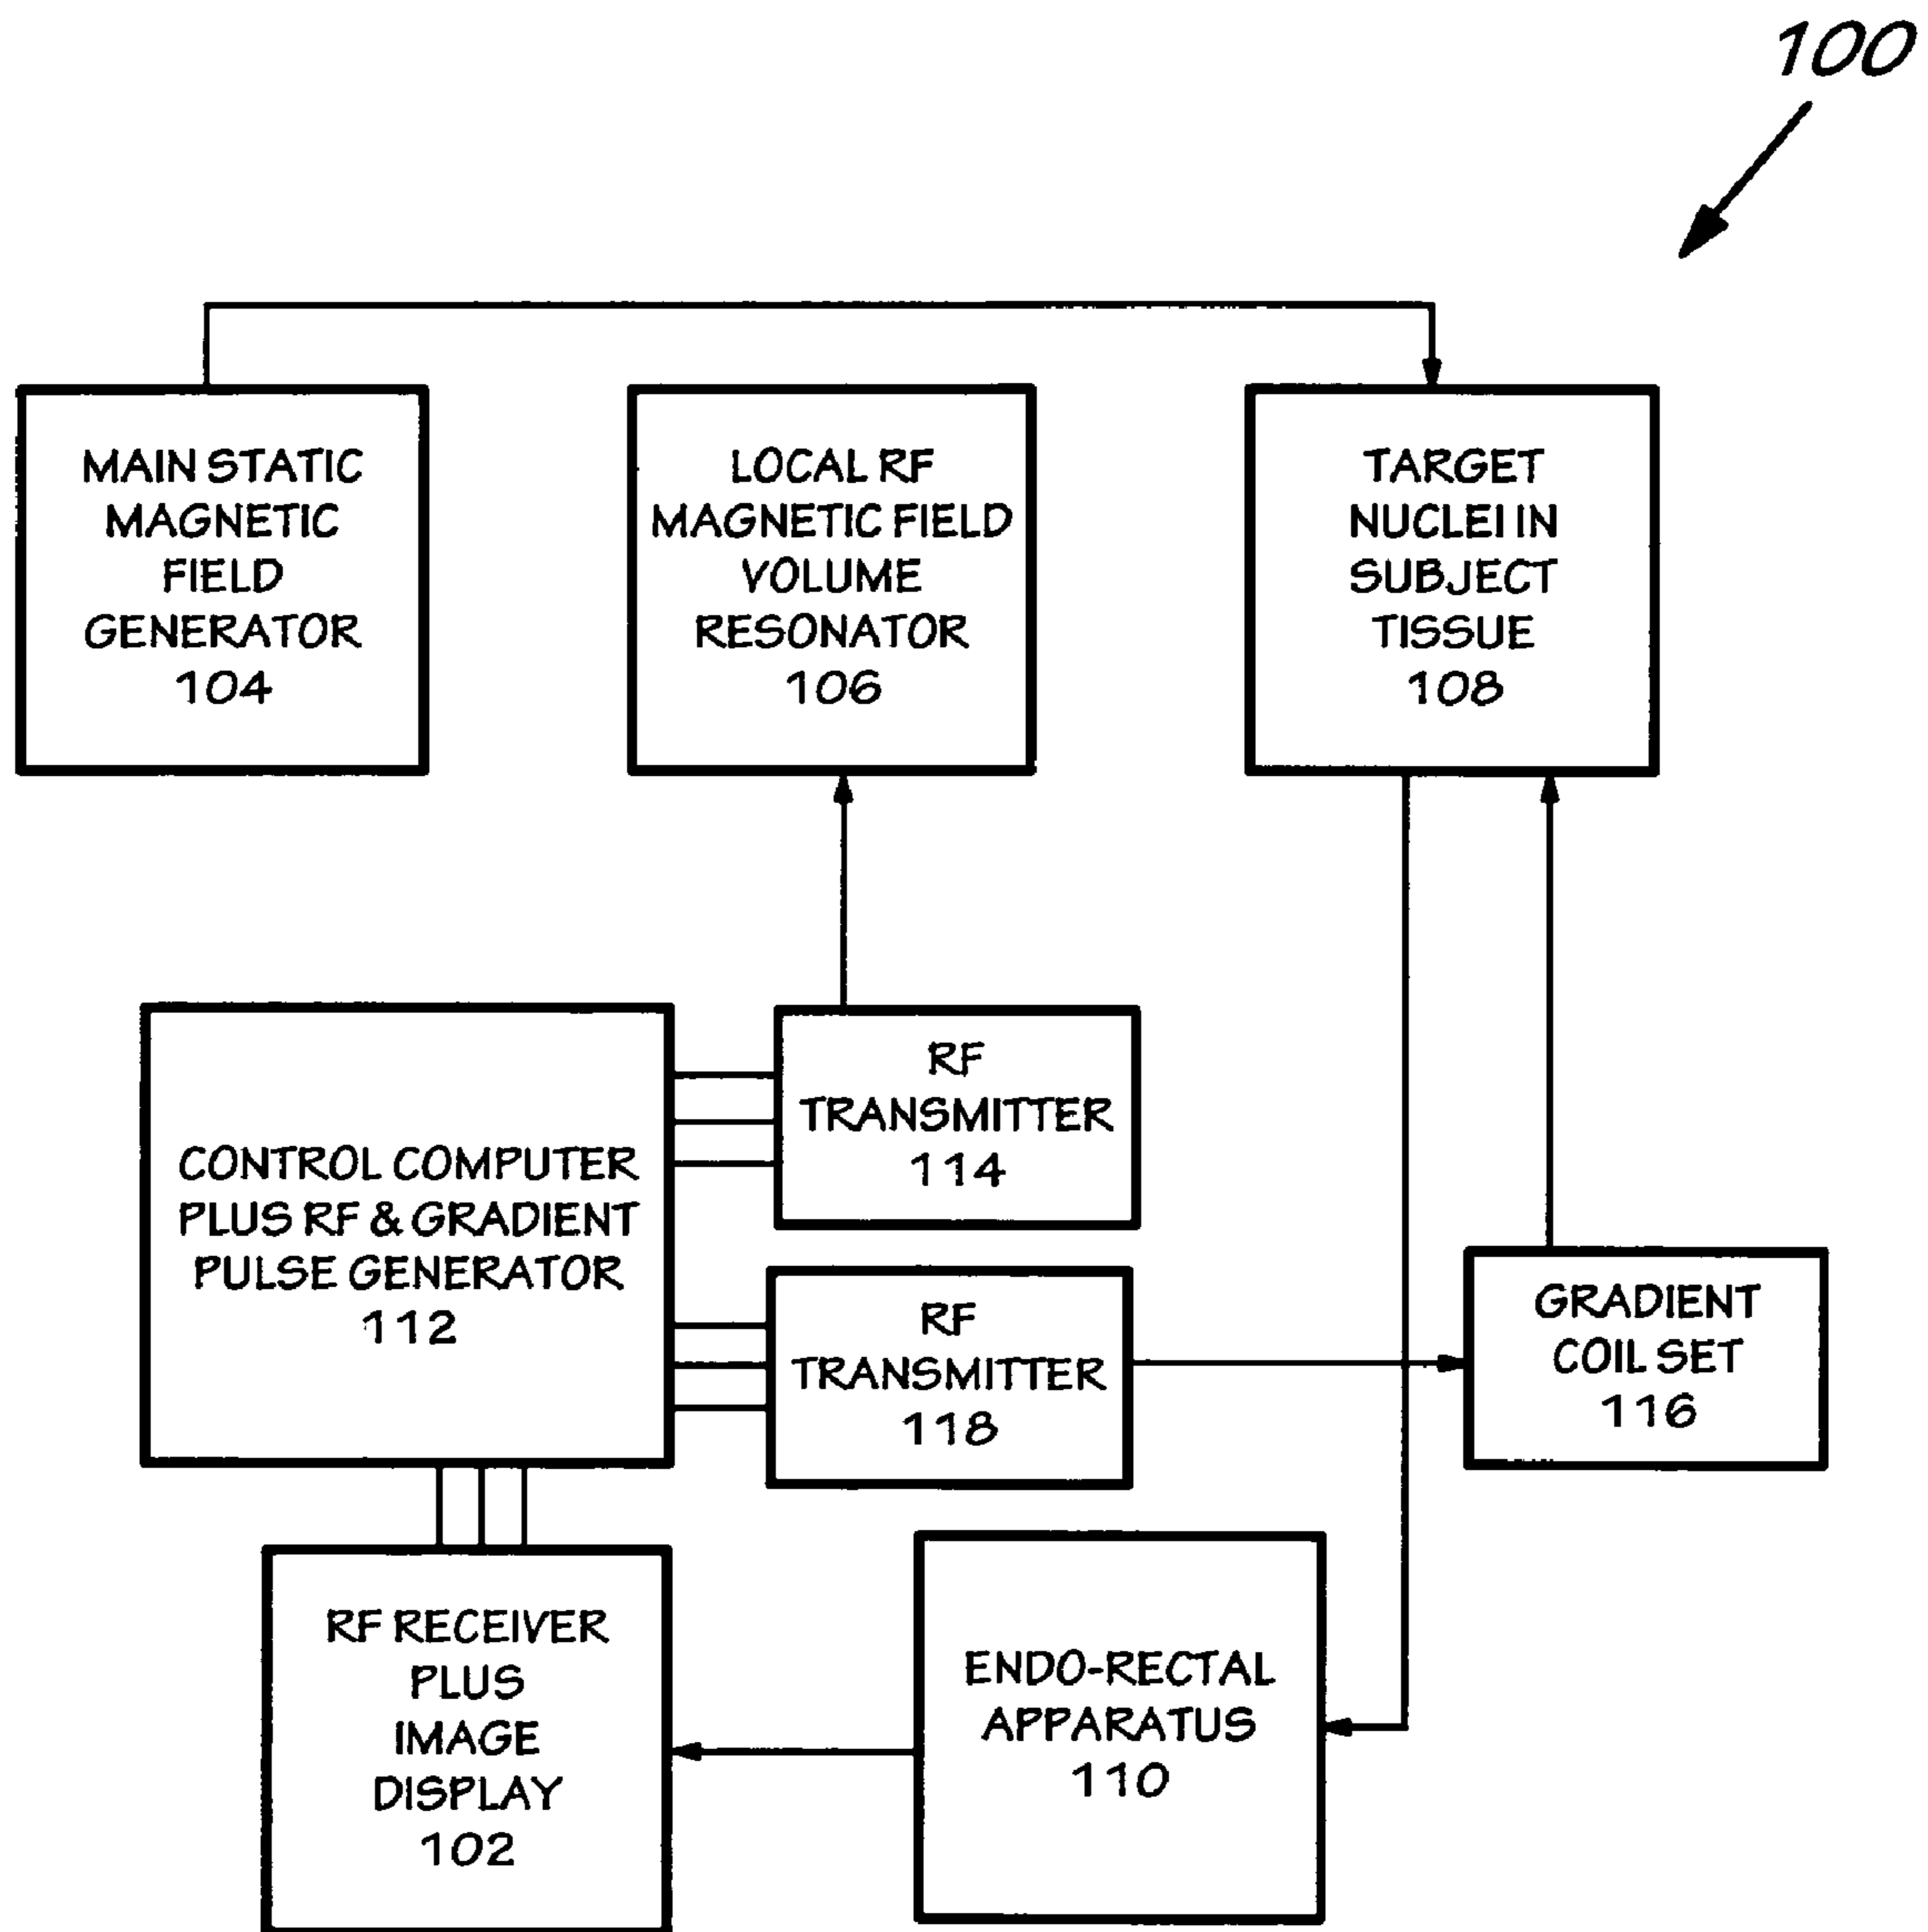 100
MAIN STATIC
MAGNETIC
FIELD
GENERATOR
104
LOCAL RF
MAGNETIC FIELD
VOLUME
RESONATOR
106
TARGET
NUCLEI IN
SUBJECT
TISSUE
108
CONTROL COMPUTER
PLUS RF & GRADIENT
PULSE GENERATOR
112
RF
TRANSMITTER
114
RF
TRANSMITTER
118
GRADIENT
COIL SET
116
RF RECEIVER
PLUS
IMAGE
DISPLAY
102
ENDO-RECTAL
APPARATUS
110